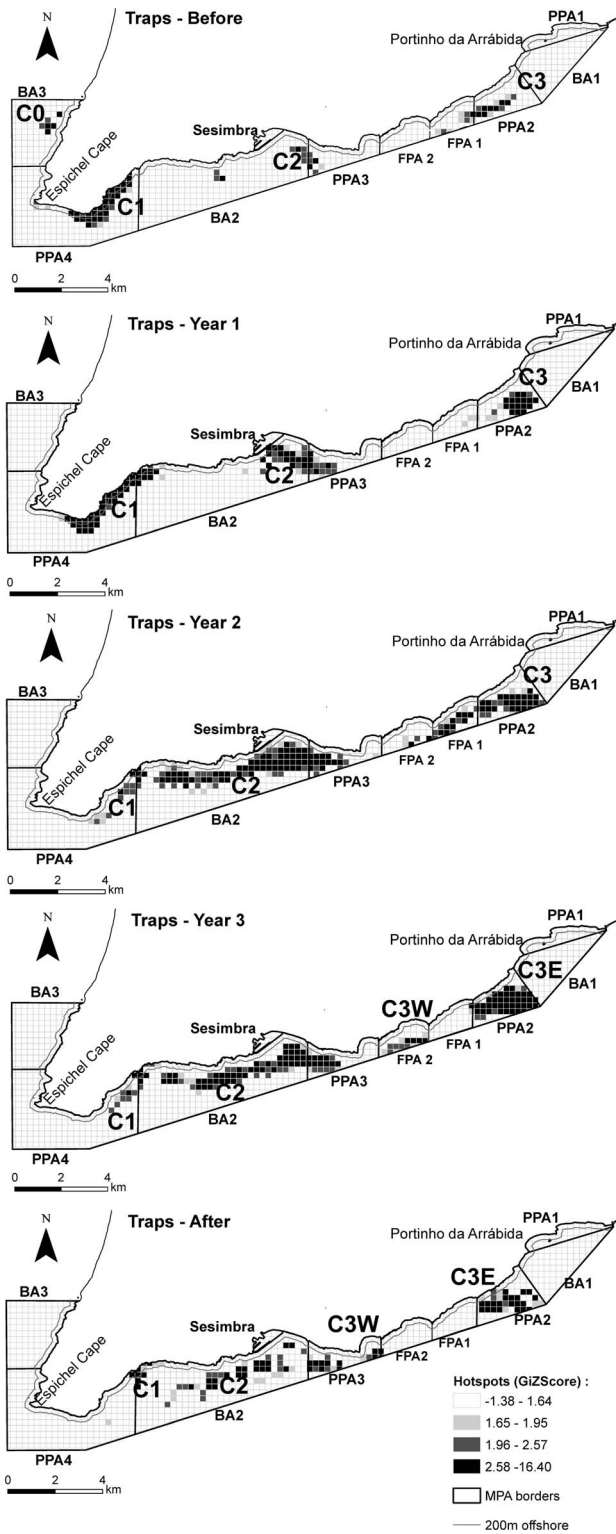 Traps - Before
N
Portinho da Arrábida
PPA1
BA3
C0
C3
BA1
Sesimbra
Espichel Cape
C2
FPA 1
PPA2
FPA 2
PPA3
C1
BA2
PPA4
0 2 4
km
N
Traps - Year 1
PPA1
Portinho da Arrábida
BA3
C3
BA1
Sesimbra
Espichel Cape
C2
PPA2
FPA 1
FPA 2
PPA3
C1
BA2
PPA4
0 2 4
km
N
Traps - Year 2
PPA1
Portinho da Arrábida
BA3
C3
BA1
Sesimbra
Espichel Cape
PPA2
FPA 1
FPA 2
PPA3
C2
C1
BA2
PPA4
0 2 4
km
N
Traps - Year 3
PPA1
Portinho da Arrábida
C3E
BA1
BA3
C3W
Sesimbra
Espichel Cape
PPA2
FPA 1
FPA 2
PPA3
C2
C1
BA2
PPA4
0 2 4
km
N
Traps - After
PPA1
Portinho da Arrábida
C3E
BA1
BA3
C3W
Sesimbra
Espichel Cape
PPA2
FPA1
FPA2
PPA3
C1
C2
BA2
PPA4
0 2 4
km
Hotspots (GiZScore) :
-1.38 - 1.64
1.65 - 1.95
1.96 - 2.57
2.58 -16.40
MPA borders
200m offshore